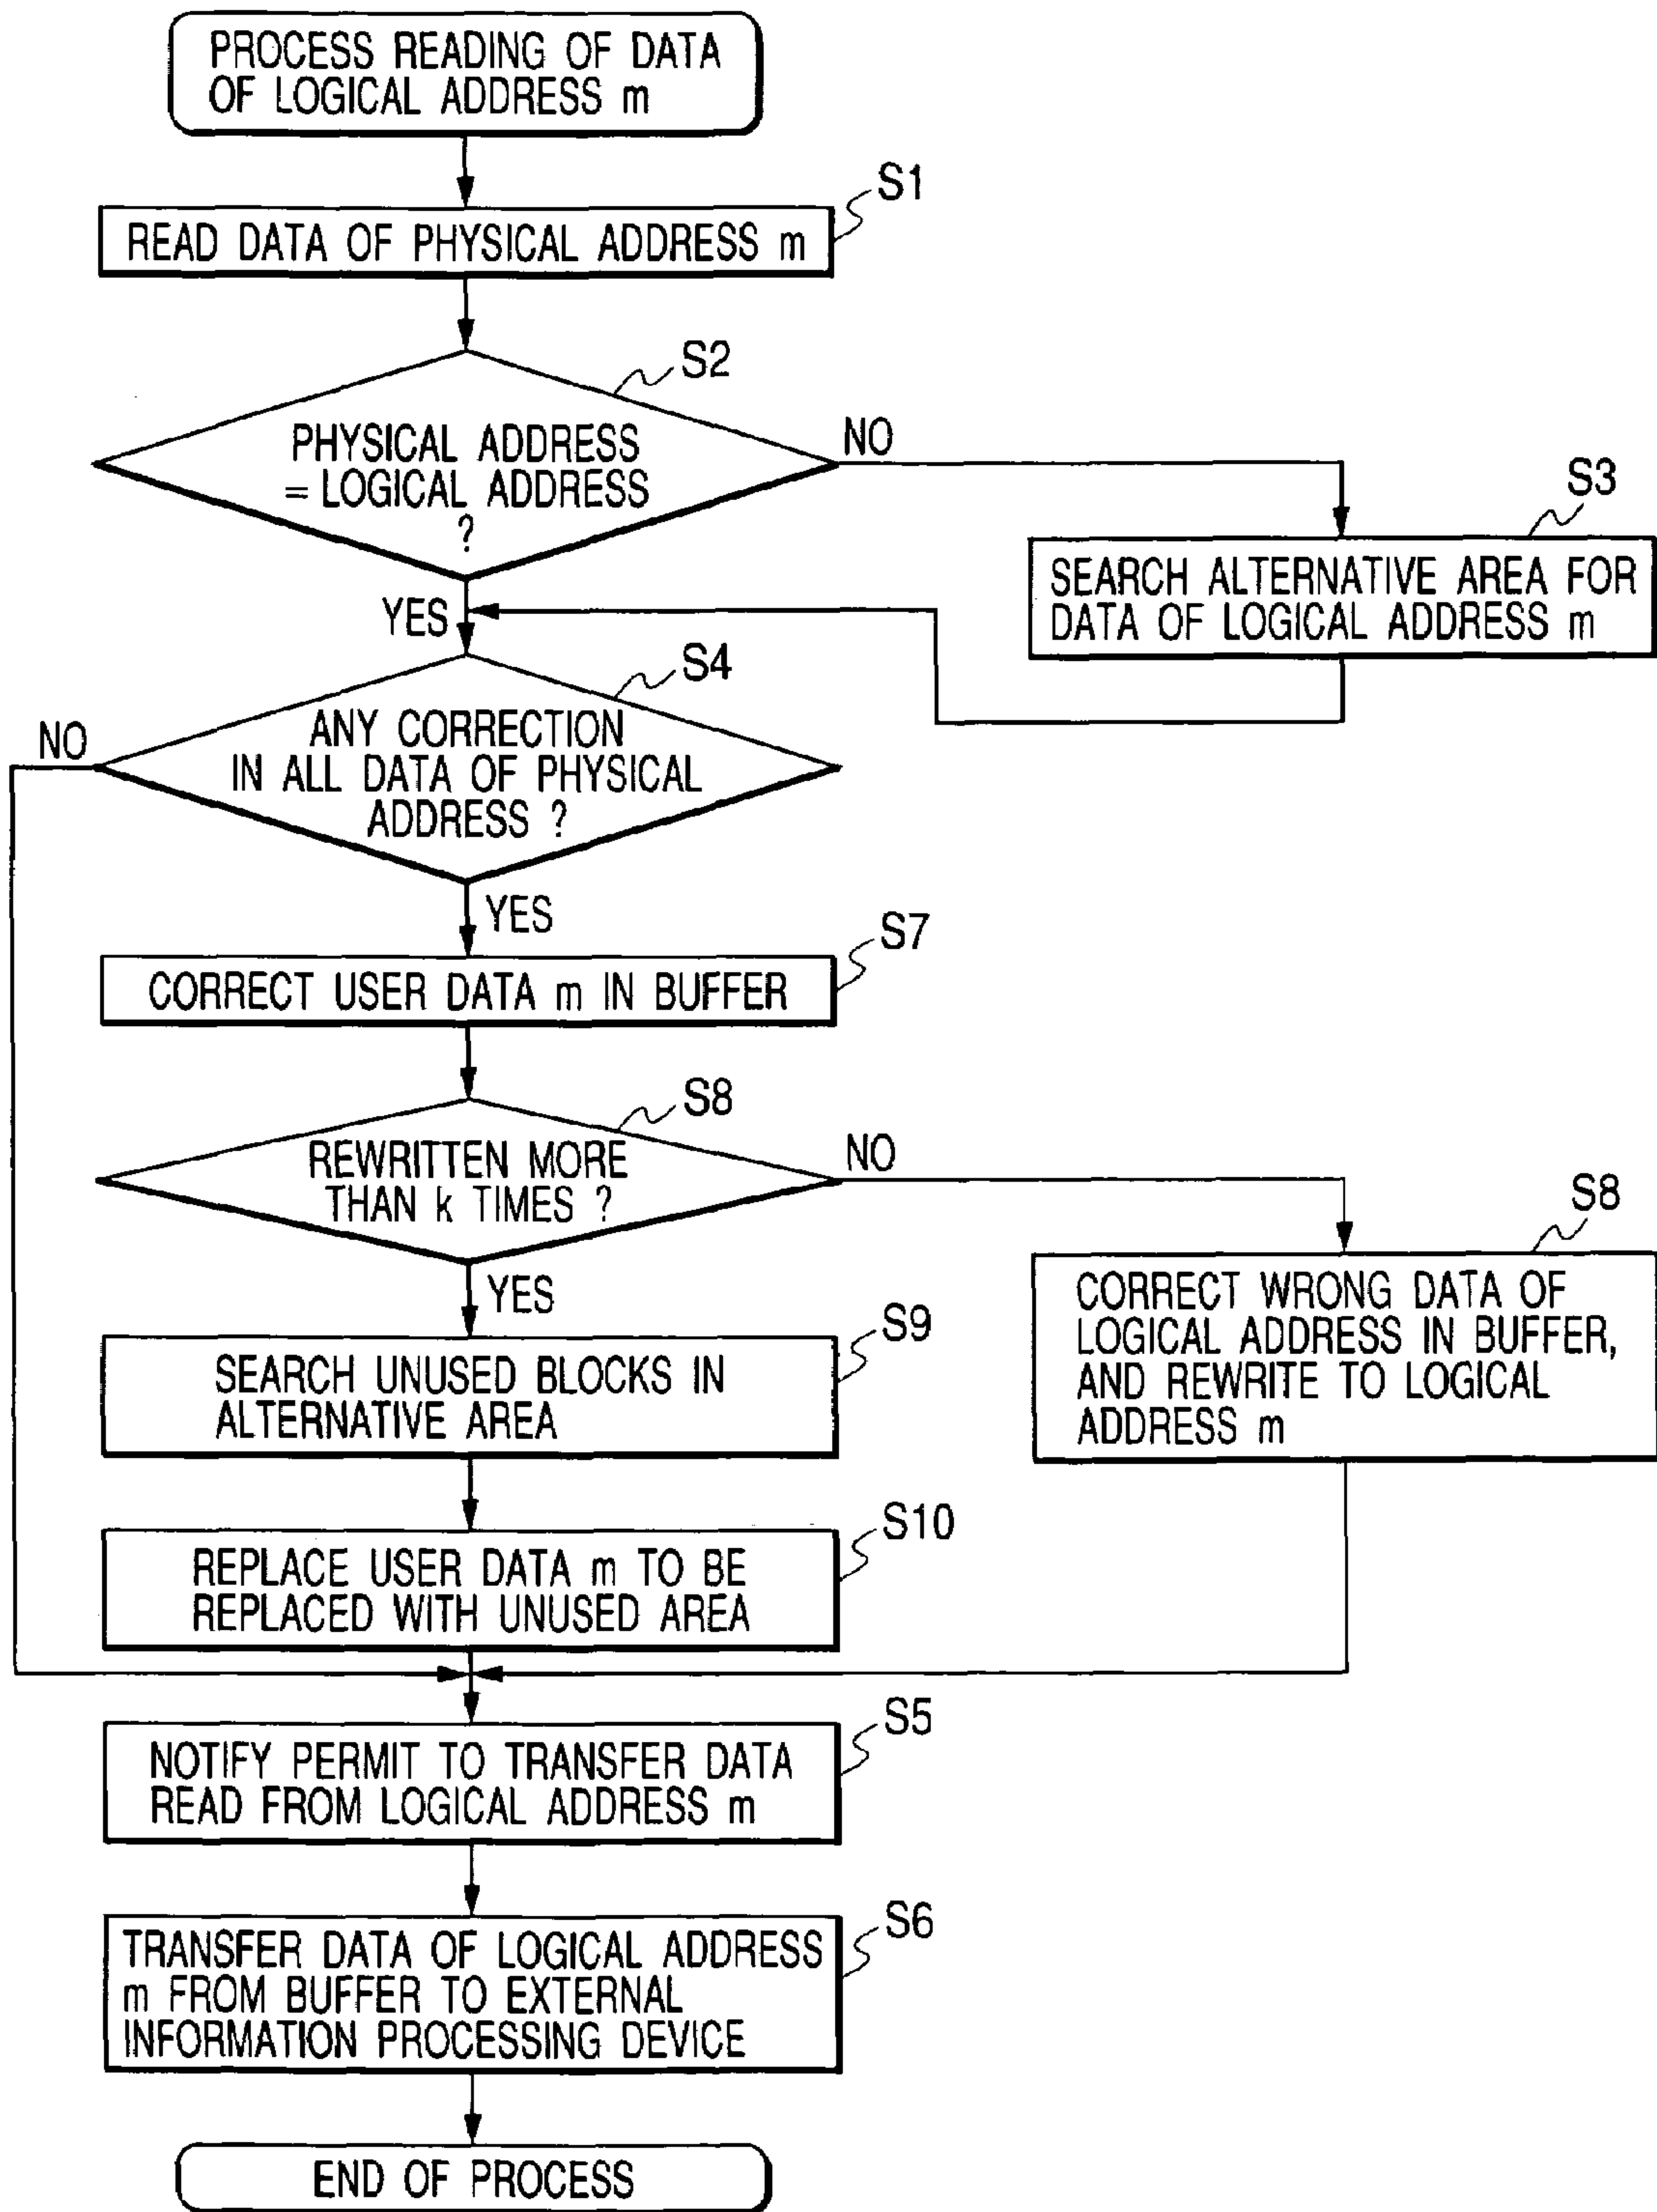 PROCESS READING OF DATA
OF LOGICAL ADDRESS m
S1
READ DATA OF PHYSICAL ADDRESS m
S2
PHYSICAL ADDRESS
= LOGICAL ADDRESS
?
NO
S3
SEARCH ALTERNATIVE AREA FOR
DATA OF LOGICAL ADDRESS m
YES
S4
ANY CORRECTION
IN ALL DATA OF PHYSICAL
ADDRESS ?
NO
YES
S7
CORRECT USER DATA m IN BUFFER
S8
REWRITTEN MORE
THAN k TIMES ?
NO
S8
CORRECT WRONG DATA OF
LOGICAL ADDRESS IN BUFFER,
AND REWRITE TO LOGICAL
ADDRESS m
YES
S9
SEARCH UNUSED BLOCKS IN
ALTERNATIVE AREA
S10
REPLACE USER DATA m TO BE
REPLACED WITH UNUSED AREA
S5
NOTIFY PERMIT TO TRANSFER DATA
READ FROM LOGICAL ADDRESS m
S6
TRANSFER DATA OF LOGICAL ADDRESS
m FROM BUFFER TO EXTERNAL
INFORMATION PROCESSING DEVICE
END OF PROCESS